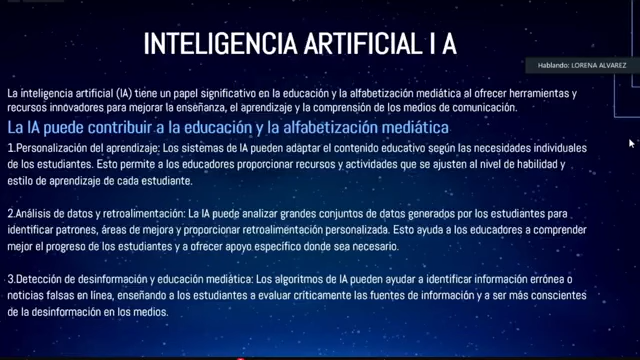 INTELIGENCIA ARTIFICIAL I A
Hablando: LORENA ALVAREZ
La inteligencia artificial (IA) tiene un papel significativo en la educación y la alfabetización mediática al ofrecer herramientas y
recursos innovadores para mejorar la enseñanza, el aprendizaje y la comprensión de los medios de comunicación.
La IA puede contribuir a la educación y la alfabetización mediática
1.Personalización del aprendizaje: Los sistemas de IA pueden adaptar el contenido educativo según las necesidades individuales
de los estudiantes. Esto permite a los educadores proporcionar recursos y actividades que se ajusten al nivel de habilidad y
estilo de aprendizaje de cada estudiante.
2.Análisis de datos y retroalimentación: La IA puede analizar grandes conjuntos de datos generados por los estudiantes para
identificar patrones, áreas de mejora y proporcionar retroalimentación personalizada. Esto ayuda a los educadores a comprender
mejor el progreso de los estudiantes y a ofrecer apoyo específico donde sea necesario.
3.Detección de desinformación y educación mediática: Los algoritmos de IA pueden ayudar a identificar información errónea o
noticias falsas en línea, enseñando a los estudiantes a evaluar críticamente las fuentes de información y a ser más conscientes
de la desinformación en los medios.